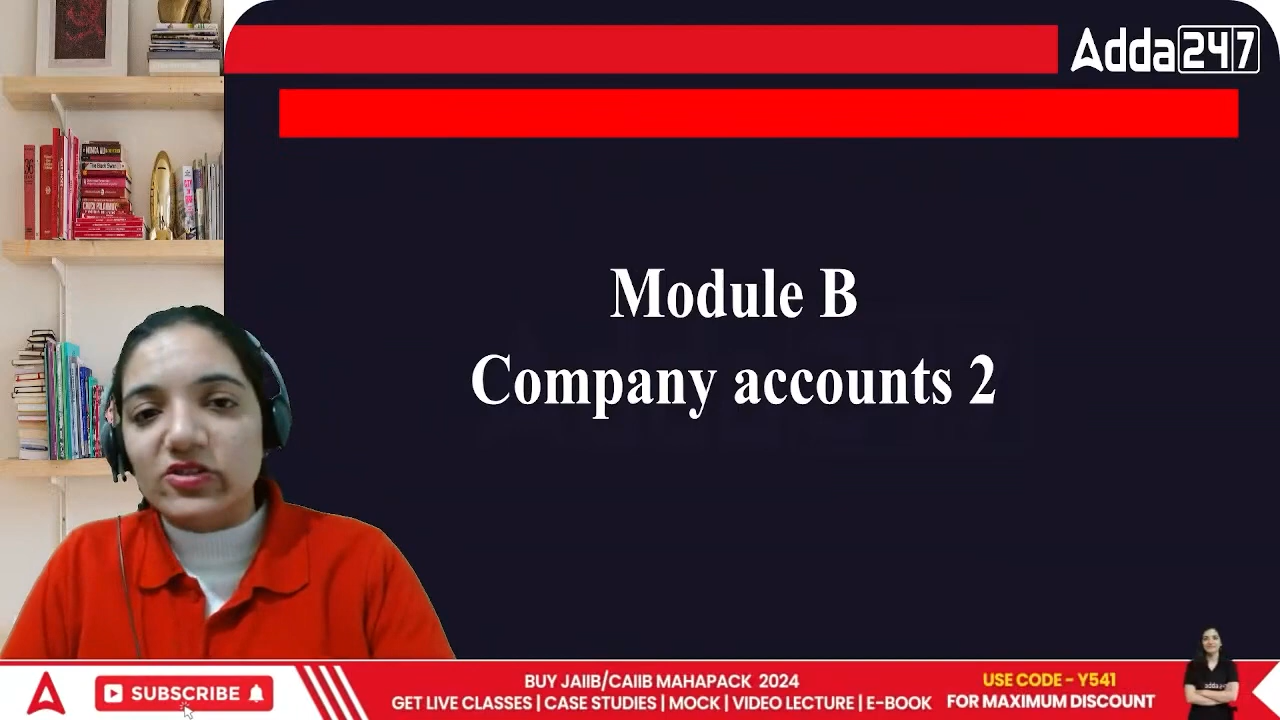 Adda247
Module B
Company accounts 2
SUBSCRIBE
BUY JAIIB/CAIIB MAHAPACK 2024
GET LIVE CLASSES | CASE STUDIES | MOCK | VIDEO LECTURE | E-BOOK
USE CODE - Y541
FOR MAXIMUM DISCOUNT